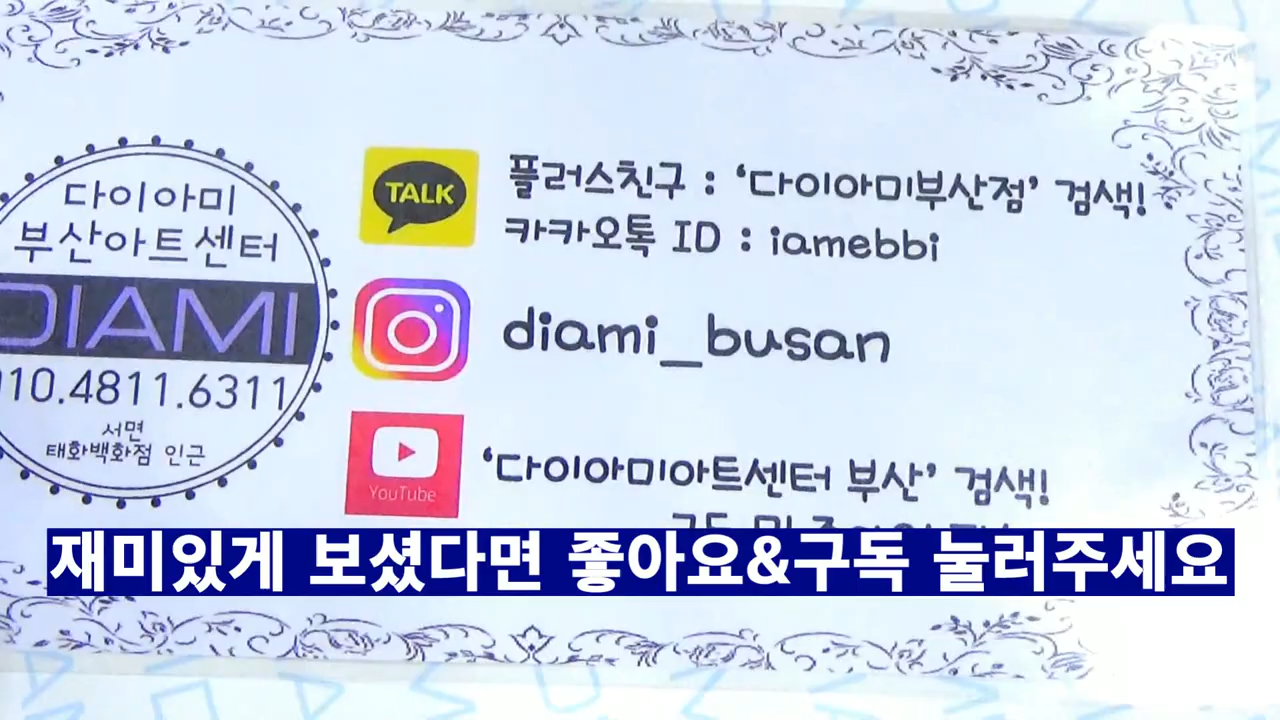 다이아미
부산아트센터
DIAMI
010.4811.6311
서면
태화백화점 인근
TALK
플러스친구 : ‘다이아미부산점’ 검색!
카카오톡 ID : iamebbi
diami_busan
YouTube
‘다이아미아트센터 부산’ 검색!
재미있게 보셨다면 좋아요&구독 눌러주세요